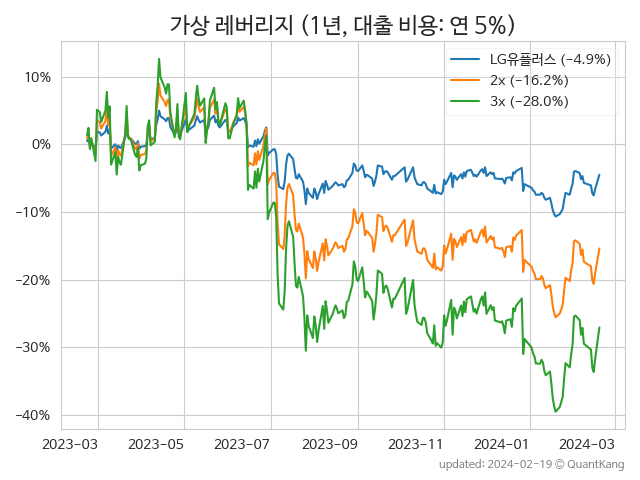 가상 레버리지 (1년, 대출 비용: 연 5%)
LG유플러스 (−4.9%)
2x (−16.2%)
3x (−28.0%)
10%
0%
−10%
−20%
−30%
−40%
2023-03 2023-05 2023-07 2023-09 2023-11 2024-01 2024-03
updated: 2024-02-19 © QuantKang